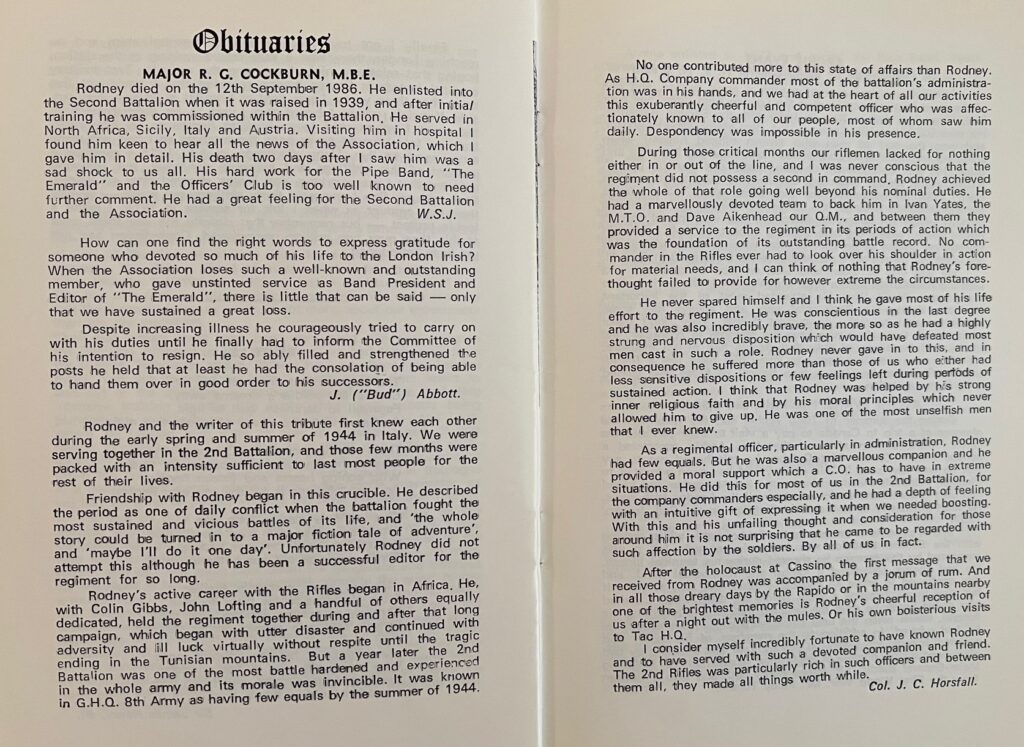 Obituaries
MAJOR R. G. COCKBURN, M.B.E.
Rodney died on the 12th September 1986. He enlisted into
the Second Battalion when it was raised in 1939, and after initial
training he was commissioned within the Battalion. He served in
North Africa, Sicily, Italy and Austria. Visiting him in hospital I
found him keen to hear all the news of the Association, which I
gave him in detail. His death two days after I saw him was a
sad shock to us all. His hard work for the Pipe Band, "The
Emerald" and the Officers' Club is too well known to need
further comment. He had a great feeling for the Second Battalion
and the Association. W.S.J.
How can one find the right words to express gratitude for
someone who devoted so much of his life to the London Irish?
When the Association loses such a well-known and outstanding
member, who gave unstinted service as Band President and
Editor of "The Emerald", there is little that can be said — only
that we have sustained a great loss.
Despite increasing illness he courageously tried to carry on
with his duties until he finally had to inform the Committee of
his intention to resign. He so ably filled and strengthened the
posts he held that at least he had the consolation of being able
to hand them over in good order to his successors.
J. ("Bud") Abbott.
Rodney and the writer of this tribute first knew each other
during the early spring and summer of 1944 in Italy. We were
serving together in the 2nd Battalion, and those few months were
packed with an intensity sufficient to last most people for the
rest of their lives.
Friendship with Rodney began in this crucible. He described
the period as one of daily conflict when the battalion fought the
most sustained and vicious battles of its life, and 'the whole
story could be turned in to a major fiction tale of adventure',
and 'maybe I'll do it one day'. Unfortunately Rodney did not
attempt this although he has been a successful editor for the
regiment for so long.
Rodney's active career with the Rifles began in Africa. He,
with Colin Gibbs, John Lofting and a handful of others equally
dedicated, held the regiment together during and after that long
campaign, which began with utter disaster and continued with
adversity and ill luck virtually without respite until the tragic
ending in the Tunisian mountains. But a year later the 2nd
Battalion was one of the most battle hardened and experienced
in the whole army and its morale was invincible. It was known
in G.H.Q. 8th Army as having few equals by the summer of 1944.
No one contributed more to this state of affairs than Rodney.
As H.Q. Company commander most of the battalion's administra-
tion was in his hands, and we had at the heart of all our activities
this exuberantly cheerful and competent officer who was affec-
tionately known to all of our people, most of whom saw him
daily. Despondency was impossible in his presence.
During those critical months our riflemen lacked for nothing
either in or out of the line, and I was never conscious that the
regiment did not possess a second in command, Rodney achieved
the whole of that role going well beyond his nominal duties. He
had a marvellously devoted team to back him in Ivan Yates, the
M.T.O. and Dave Aikenhead our Q.M., and between them they
provided a service to the regiment in its periods of action which
was the foundation of its outstanding battle record. No com-
mander in the Rifles ever had to look over his shoulder in action
for material needs, and I can think of nothing that Rodney's fore-
thought failed to provide for however extreme the circumstances.
He never spared himself and I think he gave most of his life
effort to the regiment. He was conscientious in the last degree
and he was also incredibly brave, the more so as he had a highly
strung and nervous disposition which would have defeated most
men cast in such a role. Rodney never gave in to this, and in
consequence he suffered more than those of us who either had
less sensitive dispositions or few feelings left during periods of
sustained action. I think that Rodney was helped by his strong
inner religious faith and by his moral principles which never
allowed him to give up. He was one of the most unselfish men
that I ever knew.
As a regimental officer, particularly in administration, Rodney
had few equals. But he was also a marvellous companion and he
provided a moral support which a C.O. has to have in extreme
situations. He did this for most of us in the 2nd Battalion, for
the company commanders especially, and he had a depth of feeling
with an intuitive gift of expressing it when we needed boosting.
With this and his unfailing thought and consideration for those
around him it is not surprising that he came to be regarded with
such affection by the soldiers. By all of us in fact.
After the holocaust at Cassino the first message that we
received from Rodney was accompanied by a jorum of rum. And
in all those dreary days by the Rapido or in the mountains nearby
one of the brightest memories is Rodney's cheerful reception of
us after a night out with the mules. Or his own boisterious visits
to Tac H.Q.
I consider myself incredibly fortunate to have known Rodney
and to have served with such a devoted companion and friend.
The 2nd Rifles was particularly rich in such officers and between
them all, they made all things worth while.
Col. J. C. Horsfall.